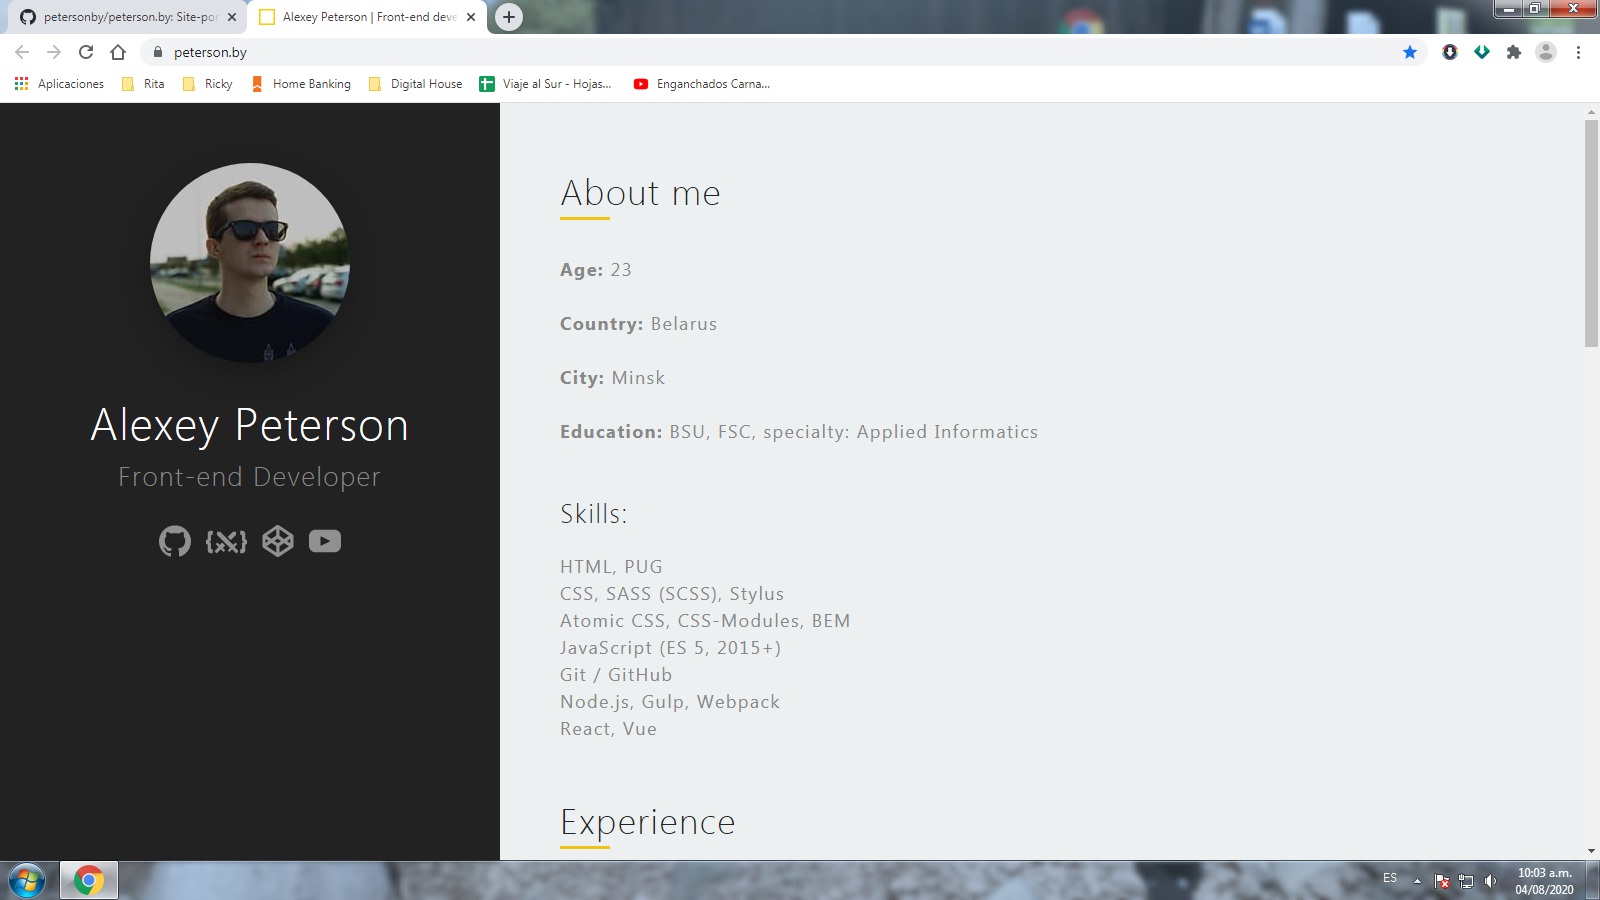 petersonby/peterson.by: Site-por
Alexey Peterson | Front-end deve
peterson.by
Aplicaciones
Rita
Ricky
Home Banking
Digital House
Viaje al Sur - Hojas...
Enganchados Carna...
Alexey Peterson
Front-end Developer
About me
Age: 23
Country: Belarus
City: Minsk
Education: BSU, FSC, specialty: Applied Informatics
Skills:
HTML, PUG
CSS, SASS (SCSS), Stylus
Atomic CSS, CSS-Modules, BEM
JavaScript (ES 5, 2015+)
Git / GitHub
Node.js, Gulp, Webpack
React, Vue
Experience
ES
10:03 a.m.
04/08/2020